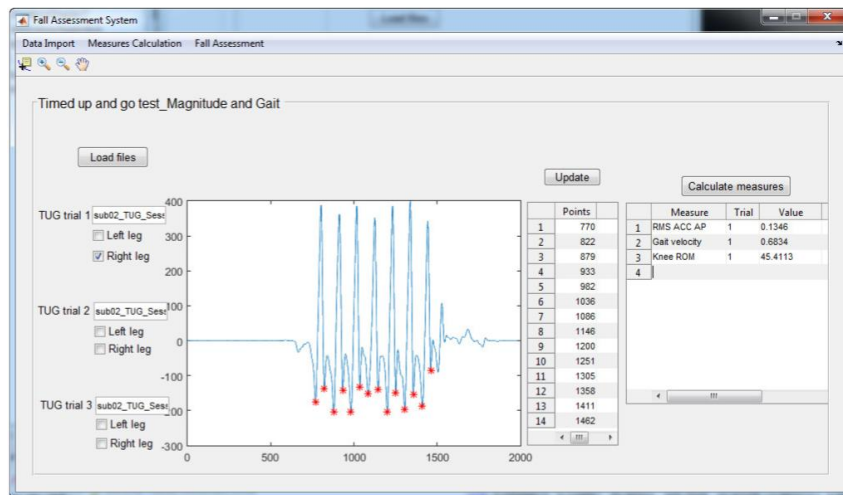 Fall Assessment System
Data Import Measures Calculation Fall Assessment
Timed up and go test_Magnitude and Gait
Load files
Update
Calculate measures
TUG trial 1 sub02_TUG_Sess
Left leg
Right leg
TUG trial 2 sub02_TUG_Sess
Left leg
Right leg
TUG trial 3 sub02_TUG_Sess
Left leg
Right leg
400
300
200
100
0
-100
-200
-300
0 500 1000 1500 2000
Points
1 770
2 822
3 879
4 933
5 982
6 1036
7 1086
8 1146
9 1200
10 1251
11 1305
12 1358
13 1411
14 1462
Measure Trial Value
1 RMS ACC AP 1 0.1346
2 Gait velocity 1 0.6834
3 Knee ROM 1 45.4113
4